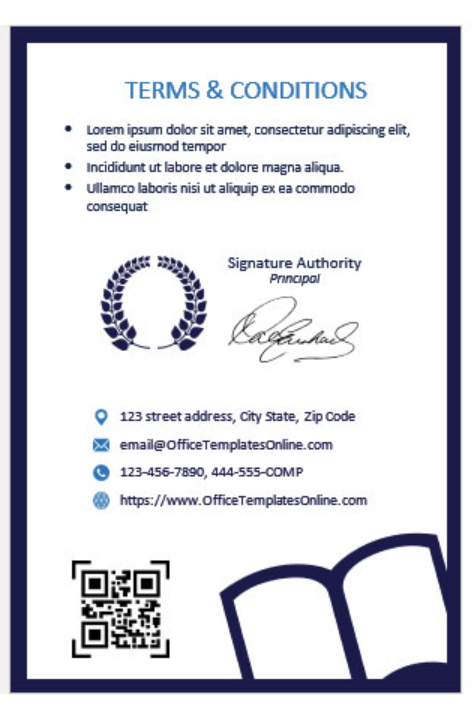 TERMS & CONDITIONS
• Lorem ipsum dolor sit amet, consectetur adipiscing elit,
sed do eiusmod tempor
• Incididunt ut labore et dolore magna aliqua.
• Ullamco laboris nisi ut aliquip ex ea commodo
consequat
Signature Authority
Principal
123 street address, City State, Zip Code
email@OfficeTemplatesOnline.com
123-456-7890, 444-555-COMP
https://www.OfficeTemplatesOnline.com